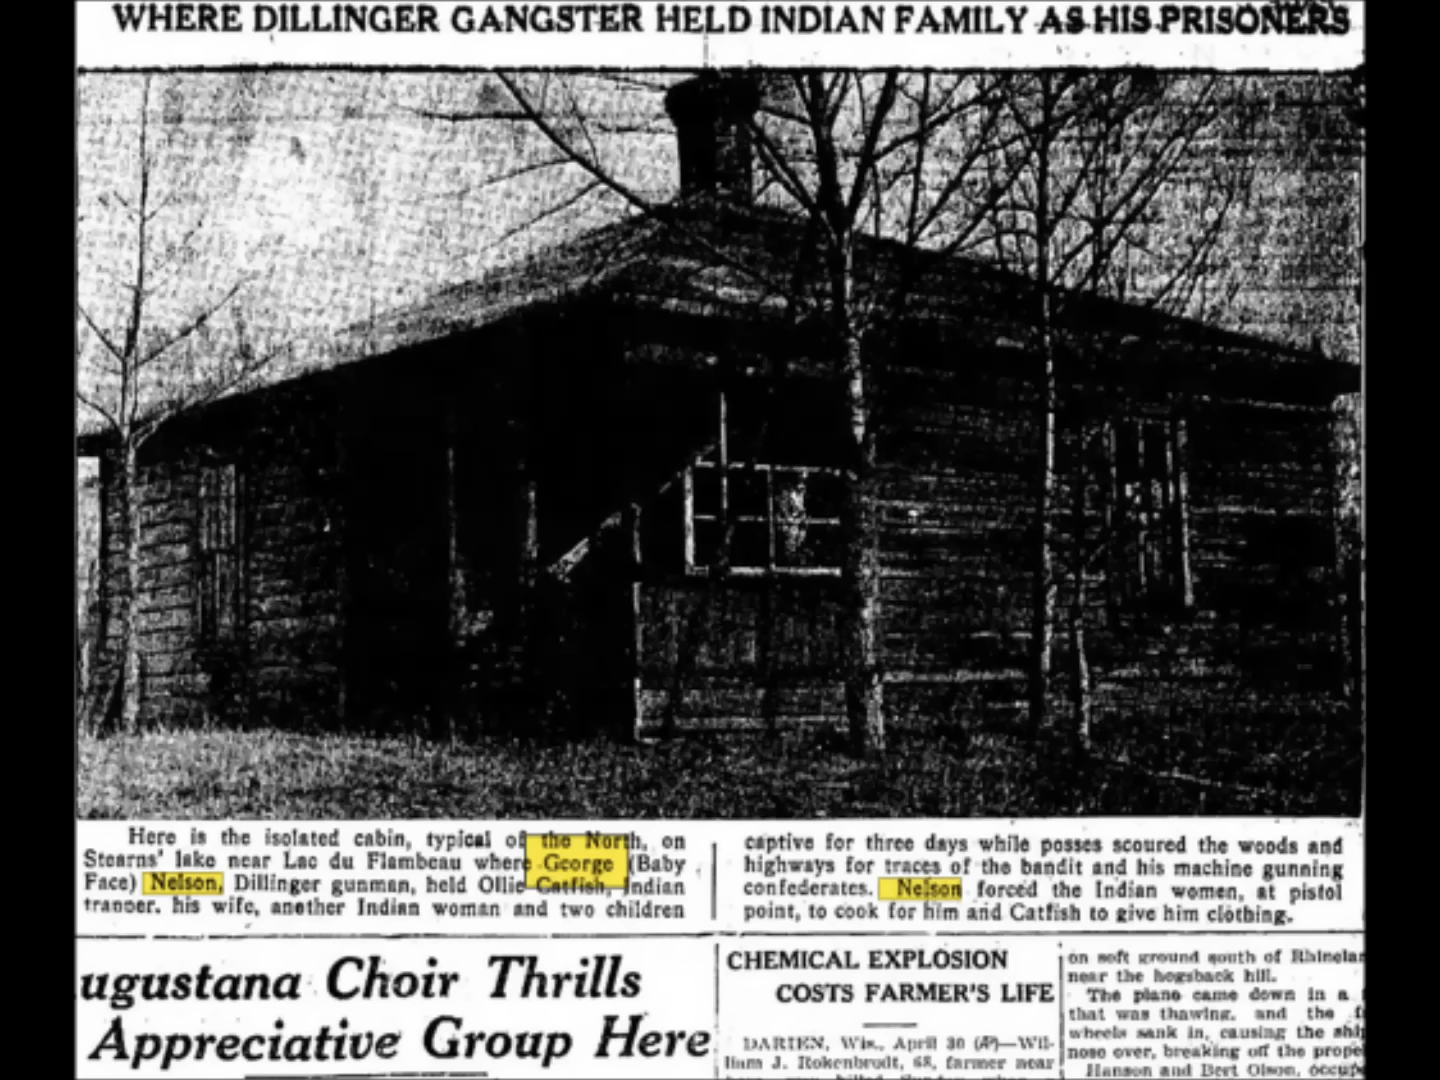 WHERE DILLINGER GANGSTER HELD INDIAN FAMILY AS HIS PRISONERS
Here is the isolated cabin, typical of the North, on
Stearns' lake near Lac du Flambeau where George (Baby
Face) Nelson, Dillinger gunman, held Ollie Catfish, Indian
trapper, his wife, another Indian woman and two children
captive for three days while posses scoured the woods and
highways for traces of the bandit and his machine gunning
confederates. Nelson forced the Indian women, at pistol
point, to cook for him and Catfish to give him clothing.
ugustana Choir Thrills
Appreciative Group Here
CHEMICAL EXPLOSION
COSTS FARMER'S LIFE
DARIEN, Wis., April 30 (AP)—Wil-
liam J. Rokenbrodt, 68, farmer near
on soft ground south of Rhinelan
near the hogsback hill.
The plane came down in a
that was thawing, and the f
wheels sank in, causing the ship
nose over, breaking off the prope
Hanson and Bert Olson, occup